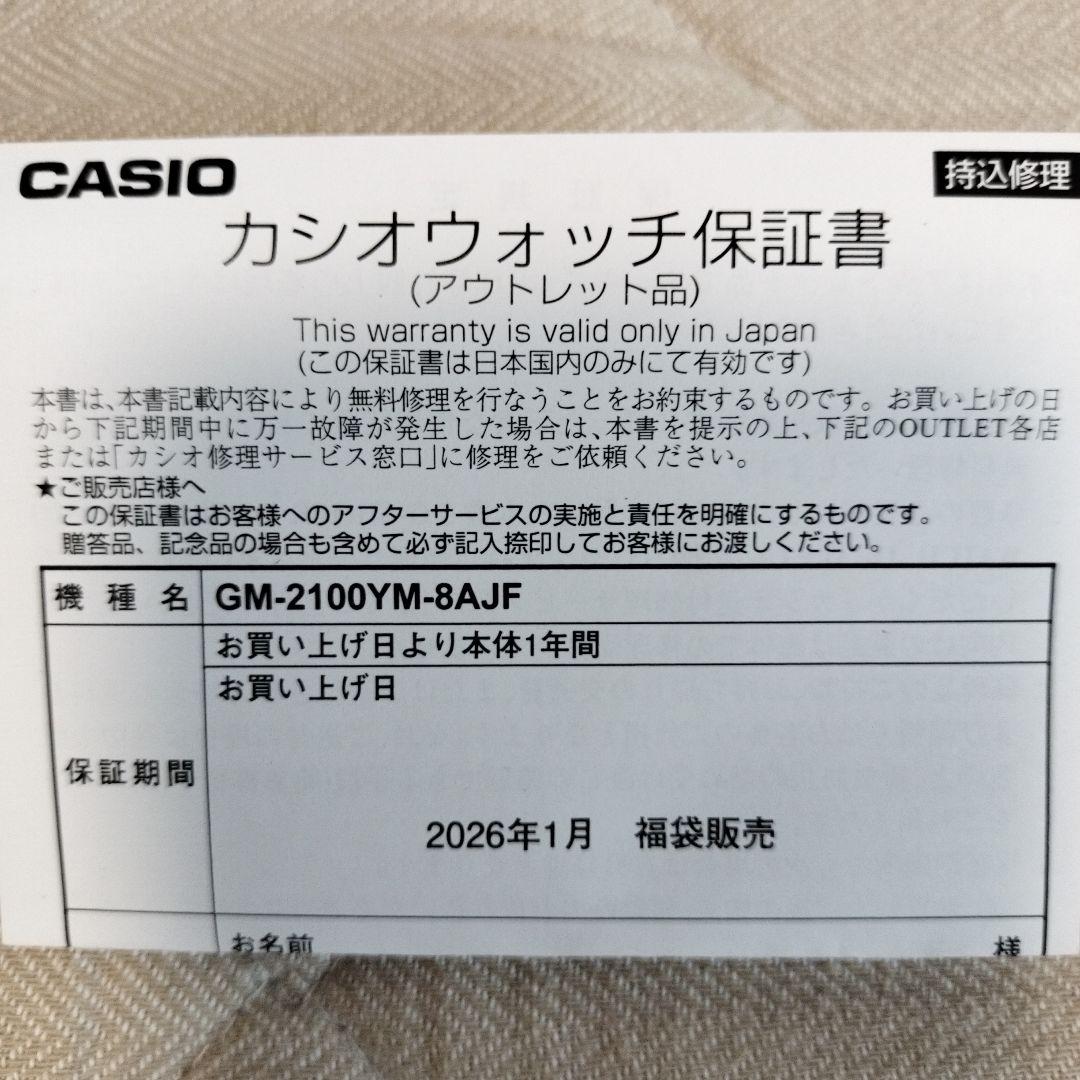 CASIO
持込修理
カシオウォッチ保証書
(アウトレット品)
This warranty is valid only in Japan
(この保証書は日本国内のみにて有効です)
本書は、本書記載内容により無料修理を行なうことをお約束するものです。お買い上げの日
から下記期間中に万一故障が発生した場合は、本書を提示の上、下記のOUTLET各店
または「カシオ修理サービス窓口」に修理をご依頼ください。
★ご販売店様へ
この保証書はお客様へのアフターサービスの実施と責任を明確にするものです。
贈答品、記念品の場合も含めて必ず記入捺印してお客様にお渡しください。
機種名 GM-2100YM-8AJF
お買い上げ日より本体1年間
お買い上げ日
保証期間
2026年1月 福袋販売
お名前 様